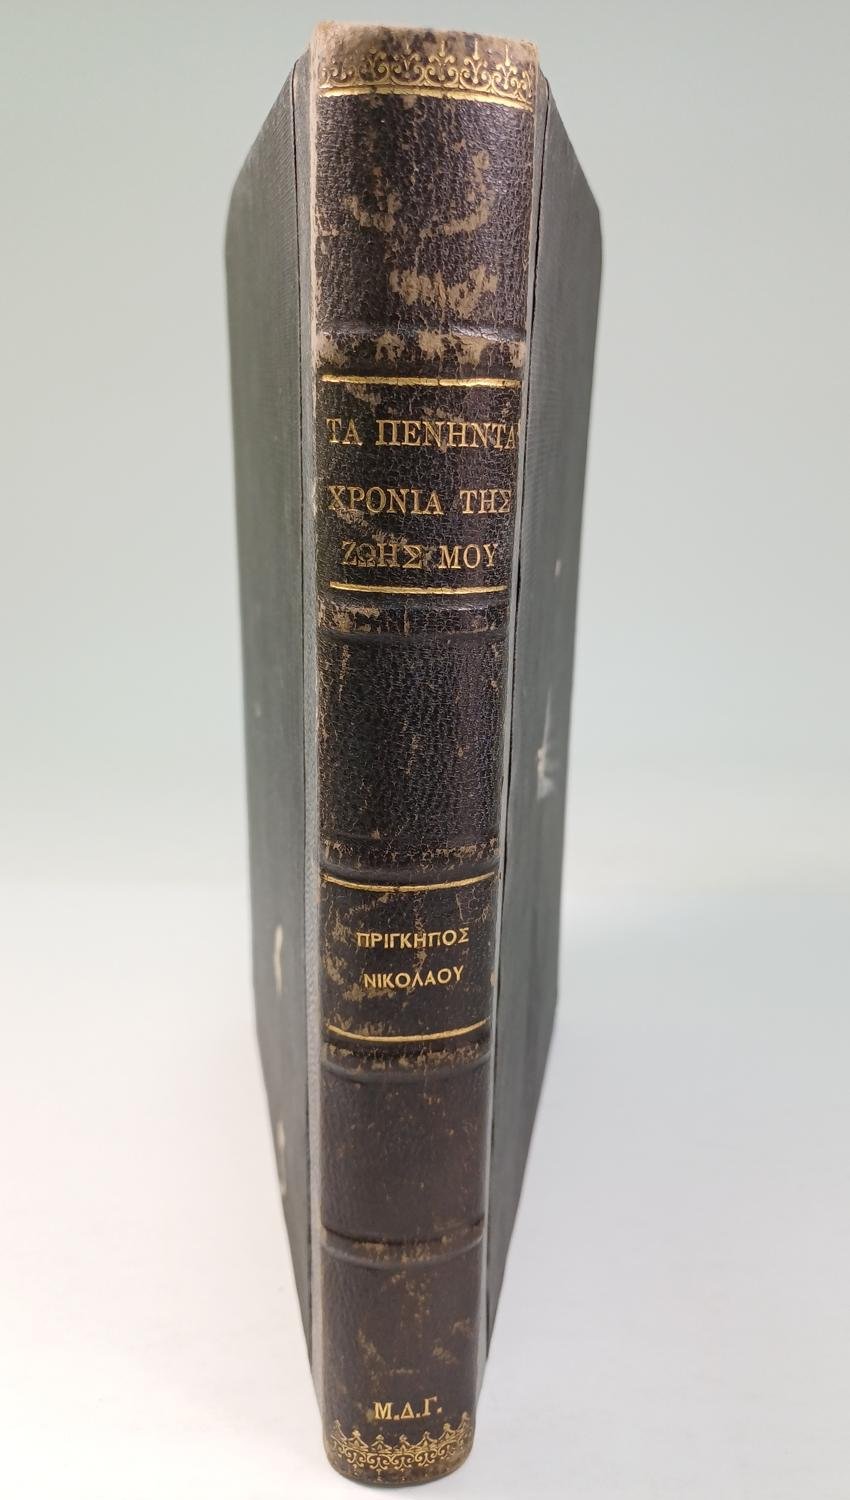 ΤΑ ΠΕΝΗΝΤΑ
ΧΡΟΝΙΑ ΤΗΣ
ΖΩΗΣ ΜΟΥ
ΠΡΙΓΚΗΠΟΣ
ΝΙΚΟΛΑΟΥ
Μ.Δ.Γ.